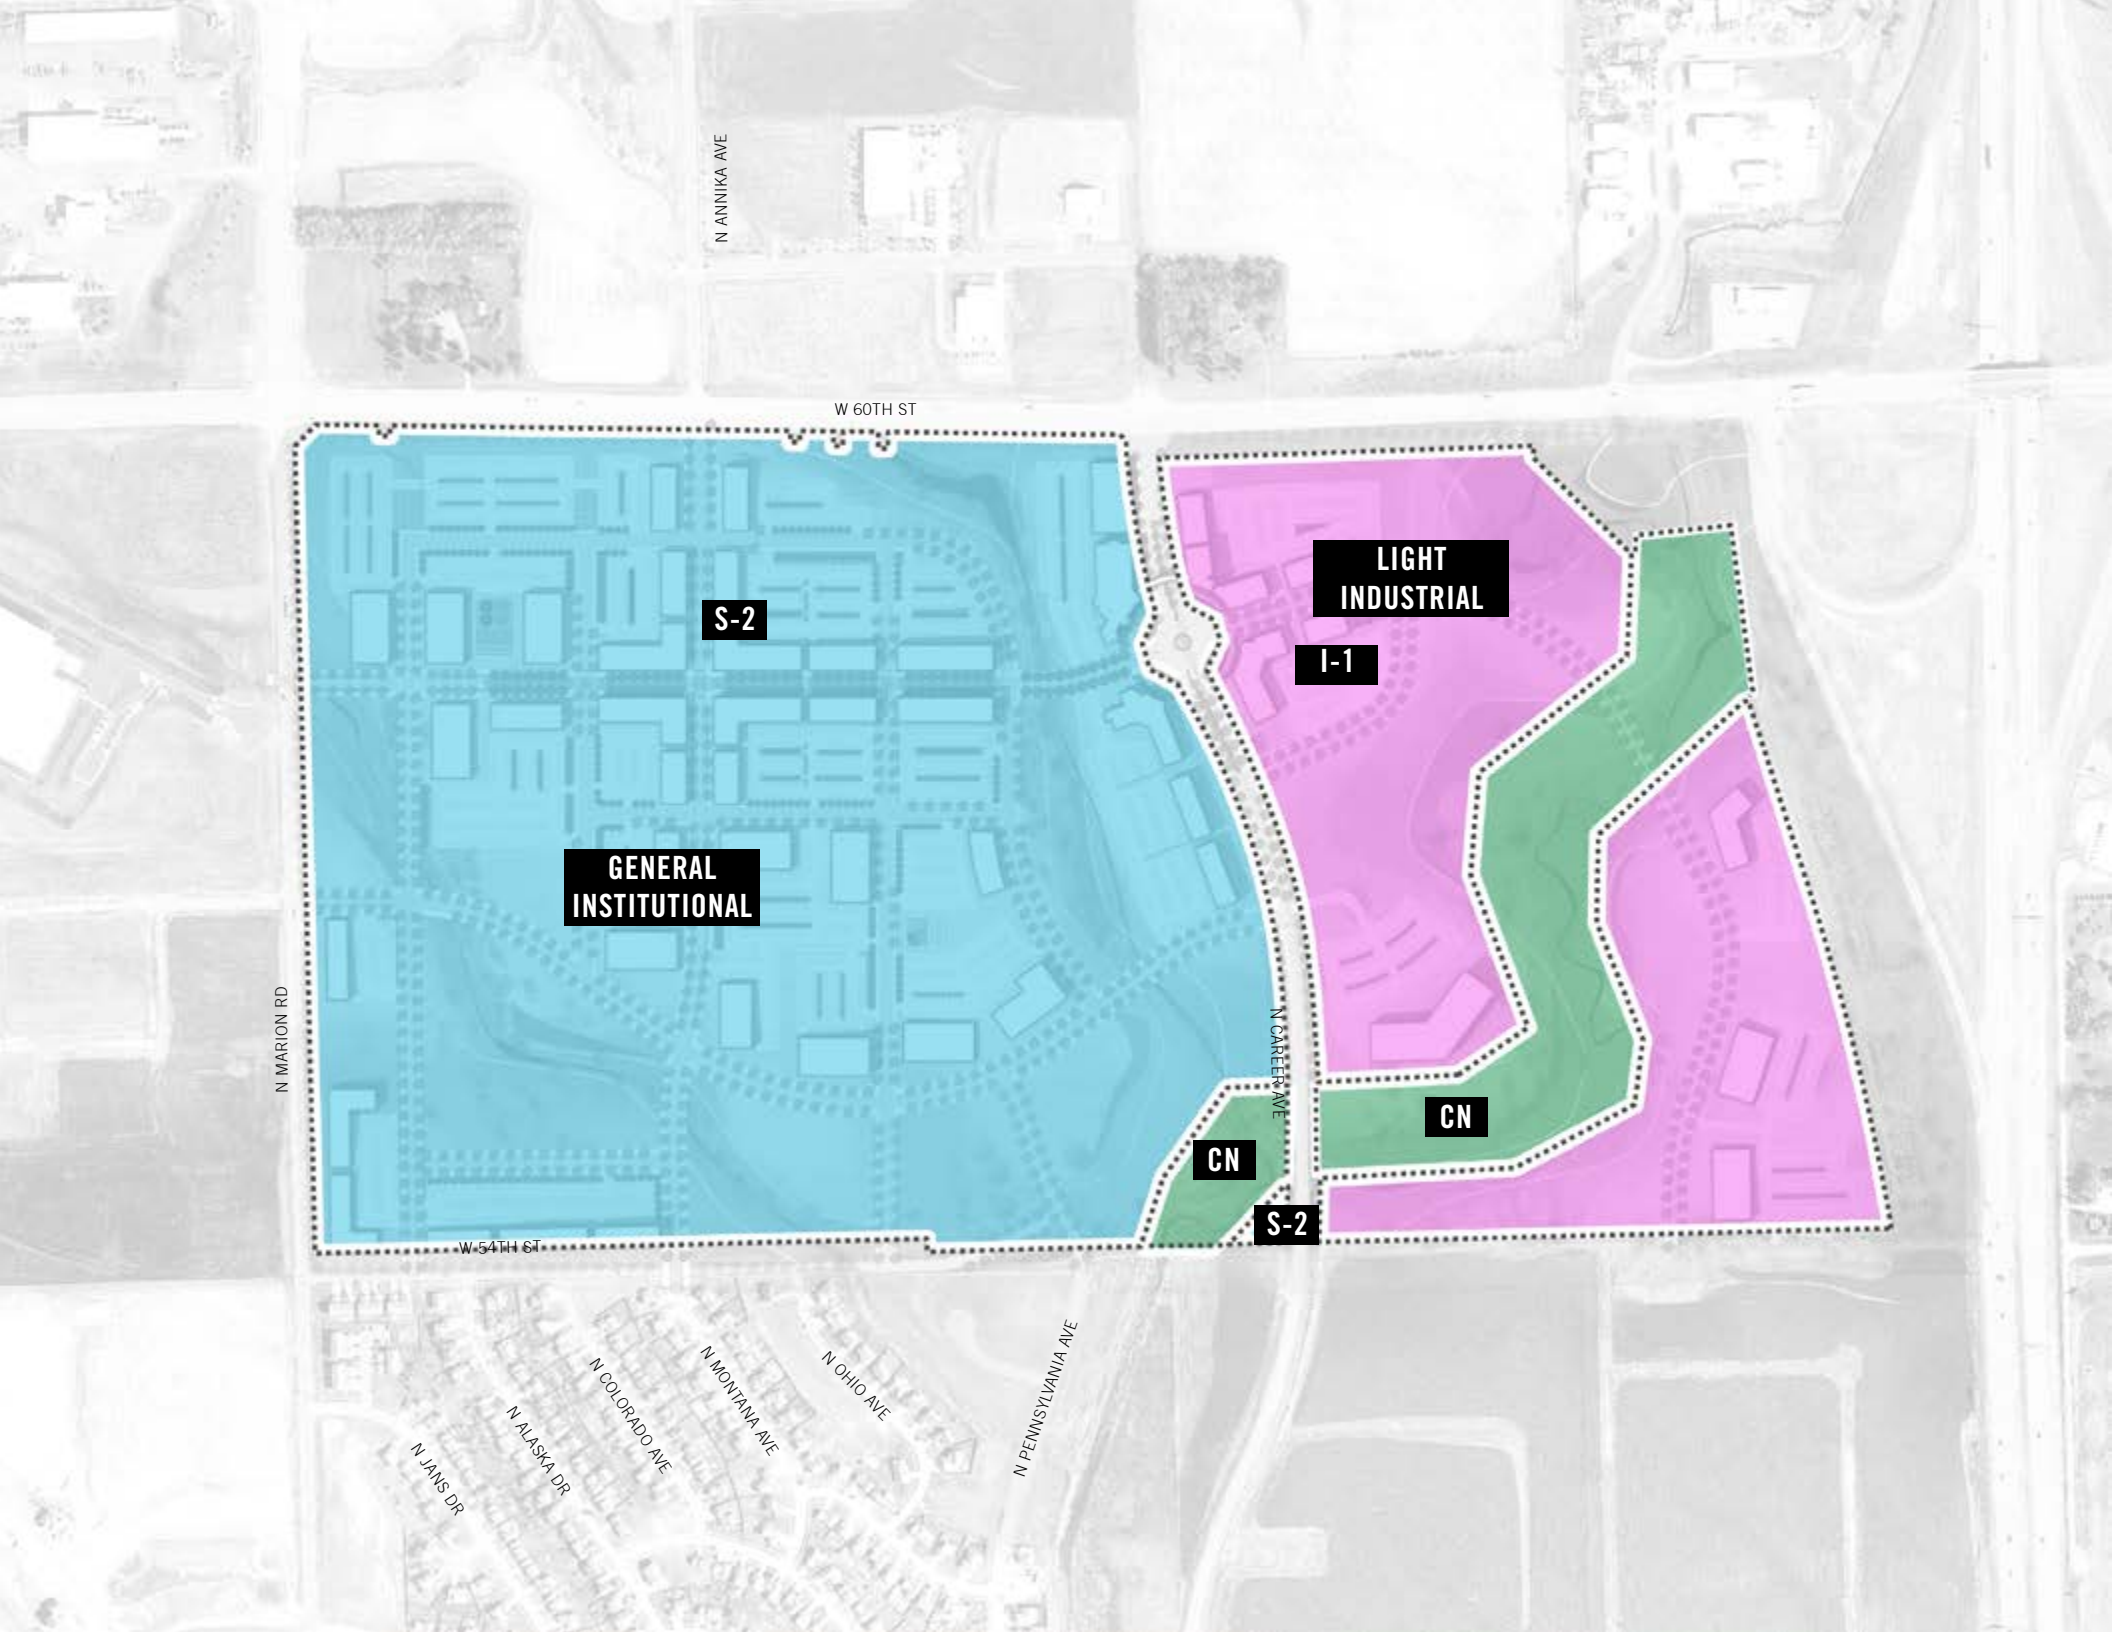 N ANNIKA AVE
W 60TH ST
LIGHT
INDUSTRIAL
S-2
I-1
GENERAL
INSTITUTIONAL
N MARION RD
N CAREER AVE
CN
CN
S-2
W 54TH ST
N JANS DR
N ALASKA DR
N COLORADO AVE
N MONTANA AVE
N OHIO AVE
N PENNSYLVANIA AVE